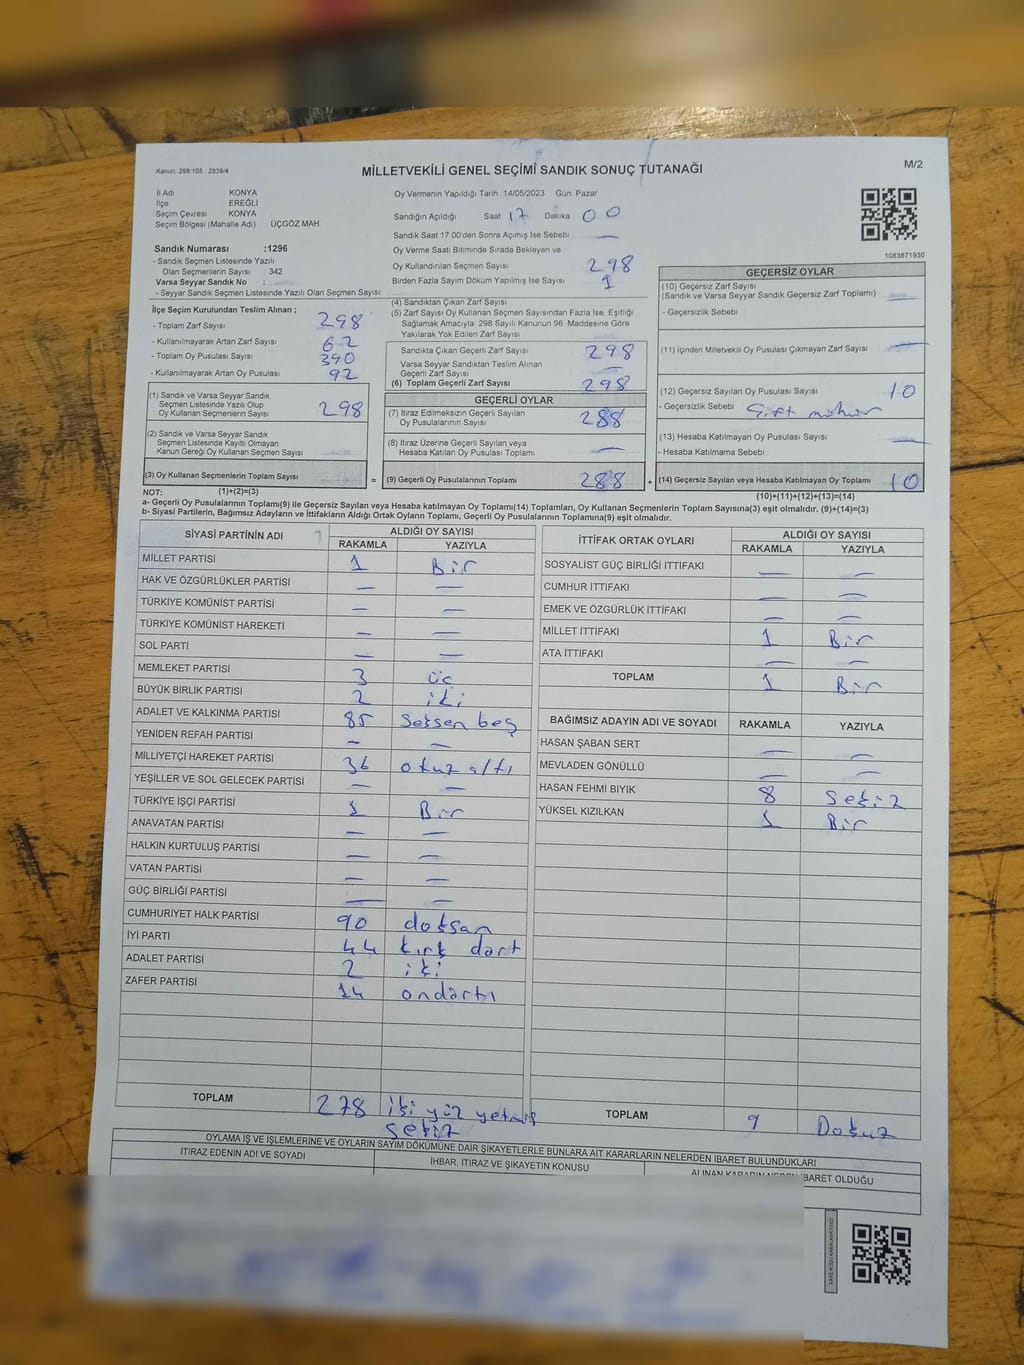 Kanun: 298/105 , 2839/4
MİLLETVEKİLİ GENEL SEÇİMİ SANDIK SONUÇ TUTANAĞI
M/2
İl Adı KONYA
İlçe EREĞLİ
Seçim Çevresi KONYA
Seçim Bölgesi (Mahalle Adı) ÜÇGÖZ MAH
Sandık Numarası :1296
- Sandık Seçmen Listesinde Yazılı
Olan Seçmenlerin Sayısı : 342
Varsa Seyyar Sandık No :
- Seyyar Sandık Seçmen Listesinde Yazılı Olan Seçmen Sayısı :
Oy Vermenin Yapıldığı Tarih : 14/05/2023 Gün: Pazar
Sandığın Açıldığı Saat 17 Dakika 00
Sandık Saat 17:00'den Sonra Açımış İse Sebebi : —
Oy Verme Saati Bitiminde Sırada Bekleyen ve
Oy Kullandırılan Seçmen Sayısı 298
Birden Fazla Sayım Döküm Yapılmış İse Sayısı 1
1083871930
İlçe Seçim Kurulundan Teslim Alınan ;
- Toplam Zarf Sayısı 298
- Kullanılmayarak Artan Zarf Sayısı 62
- Toplam Oy Pusulası Sayısı 390
- Kullanılmayarak Artan Oy Pusulası 92
(1) Sandık ve Varsa Seyyar Sandık
Seçmen Listesinde Yazılı Olup
Oy Kullanan Seçmenlerin Sayısı 298
(2) Sandık ve Varsa Seyyar Sandık
Seçmen Listesinde Kayıtlı Olmayan
Kanun Gereği Oy Kullanan Seçmen Sayısı
(3) Oy Kullanan Seçmenlerin Toplam Sayısı
(4) Sandıktan Çıkan Zarf Sayısı
(5) Zarf Sayısı Oy Kullanan Seçmen Sayısından Fazla İse, Eşitliği
Sağlamak Amacıyla 298 Sayılı Kanunun 98. Maddesine Göre
Yakılarak Yok Edilen Zarf Sayısı
Sandıkta Çıkan Geçerli Zarf Sayısı 298
Varsa Seyyar Sandıktan Teslim Alınan
Geçerli Zarf Sayısı —
(6) Toplam Geçerli Zarf Sayısı 298
GEÇERLİ OYLAR
(7) İtiraz Edilmeksizin Geçerli Sayılan
Oy Pusulalarının Sayısı 288
(8) İtiraz Üzerine Geçerli Sayılan veya
Hesaba Katılan Oy Pusulası Toplamı —
= (9) Geçerli Oy Pusulalarının Toplamı 288 +
GEÇERSİZ OYLAR
(10) Geçersiz Zarf Sayısı
(Sandık ve Varsa Seyyar Sandık Geçersiz Zarf Toplamı) —
- Geçersizlik Sebebi
(11) İçinden Milletvekili Oy Pusulası Çıkmayan Zarf Sayısı —
(12) Geçersiz Sayılan Oy Pusulası Sayısı 10
- Geçersizlik Sebebi Çift mühür
(13) Hesaba Katılmayan Oy Pusulası Sayısı —
- Hesaba Katılmama Sebebi
(14) Geçersiz Sayılan veya Hesaba Katılmayan Oy Toplamı 10
NOT: (1)+(2)=(3) (10)+(11)+(12)+(13)=(14)
a- Geçerli Oy Pusulalarının Toplamı(9) ile Geçersiz Sayılan veya Hesaba katılmayan Oy Toplamı(14) Toplamları, Oy Kullanan Seçmenlerin Toplam Sayısına(3) eşit olmalıdır. (9)+(14)=(3)
b- Siyasi Partilerin, Bağımsız Adayların ve İttifakların Aldığı Ortak Oyların Toplamı, Geçerli Oy Pusulalarının Toplamına(9) eşit olmalıdır.
SİYASİ PARTİNİN ADI ALDIĞI OY SAYISI
RAKAMLA YAZIYLA
MİLLET PARTİSİ 1 Bir
HAK VE ÖZGÜRLÜKLER PARTİSİ — —
TÜRKİYE KOMÜNİST PARTİSİ — —
TÜRKİYE KOMÜNİST HAREKETİ — —
SOL PARTİ — —
MEMLEKET PARTİSİ 3 üç
BÜYÜK BİRLİK PARTİSİ 2 iki
ADALET VE KALKINMA PARTİSİ 85 Seksen beş
YENİDEN REFAH PARTİSİ — —
MİLLİYETÇİ HAREKET PARTİSİ 36 otuz altı
YEŞİLLER VE SOL GELECEK PARTİSİ — —
TÜRKİYE İŞÇİ PARTİSİ 1 Bir
ANAVATAN PARTİSİ — —
HALKIN KURTULUŞ PARTİSİ — —
VATAN PARTİSİ — —
GÜÇ BİRLİĞİ PARTİSİ — —
CUMHURİYET HALK PARTİSİ 90 doksan
İYİ PARTİ 44 kırk dört
ADALET PARTİSİ 2 iki
ZAFER PARTİSİ 14 ondörtı
TOPLAM 278 iki yüz yetmiş
sekiz
İTTİFAK ORTAK OYLARI ALDIĞI OY SAYISI
RAKAMLA YAZIYLA
SOSYALİST GÜÇ BİRLİĞİ İTTİFAKI — —
CUMHUR İTTİFAKI — —
EMEK VE ÖZGÜRLÜK İTTİFAKI — —
MİLLET İTTİFAKI 1 Bir
ATA İTTİFAKI — —
TOPLAM 1 Bir
BAĞIMSIZ ADAYIN ADI VE SOYADI RAKAMLA YAZIYLA
HASAN ŞABAN SERT — —
MEVLADEN GÖNÜLLÜ — —
HASAN FEHMİ BIYIK 8 Sekiz
YÜKSEL KIZILKAN 1 Bir
TOPLAM 9 Dokuz
OYLAMA İŞ VE İŞLEMLERİNE VE OYLARIN SAYIM DÖKÜMÜNE DAİR ŞİKAYETLERLE BUNLARA AİT KARARLARIN NELERDEN İBARET BULUNDUKLARI
İTİRAZ EDENİN ADI VE SOYADI İHBAR, İTİRAZ VE ŞİKAYETİN KONUSU ALINAN KARARIN NEDEN İBARET OLDUĞU